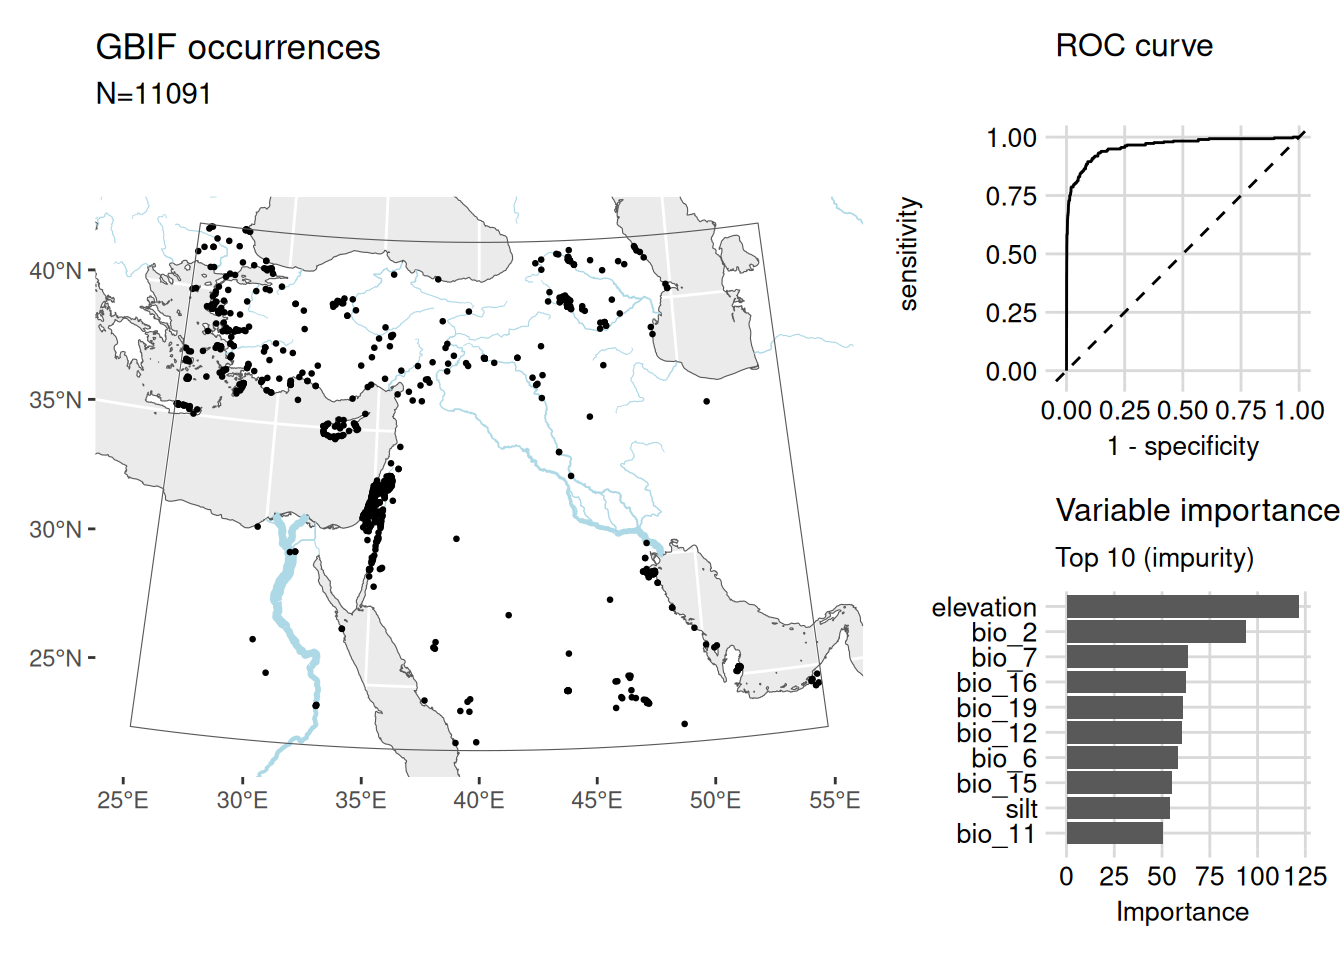 GBIF occurrences
N=11091
40°N
35°N
30°N
25°N
25°E 30°E 35°E 40°E 45°E 50°E 55°E
ROC curve
sensitivity
1.00
0.75
0.50
0.25
0.00
0.00 0.25 0.50 0.75 1.00
1 - specificity
Variable importance
Top 10 (impurity)
elevation
bio_2
bio_7
bio_16
bio_19
bio_12
bio_6
bio_15
silt
bio_11
0 25 50 75 100 125
Importance